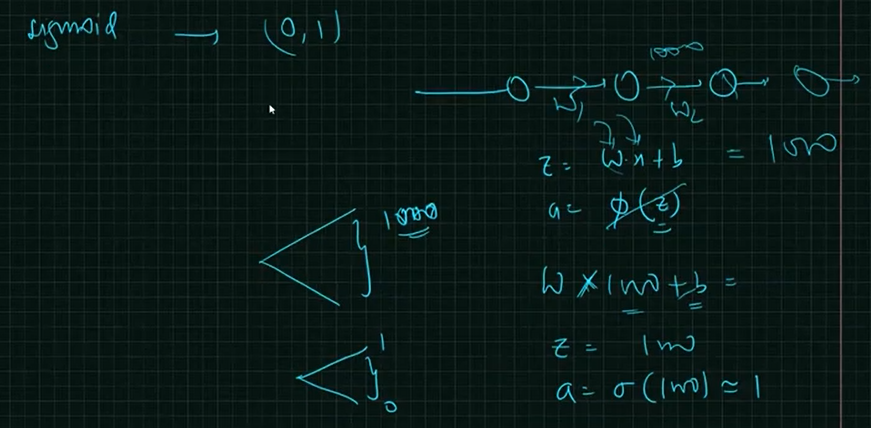 sigmoid → (0, 1)
1000
w₁ w₂
z = w·x + b = 1000
a = ϕ(z)
1000
w × 1000 + b =
z = 1000
1
a = σ(1000) ≈ 1
0